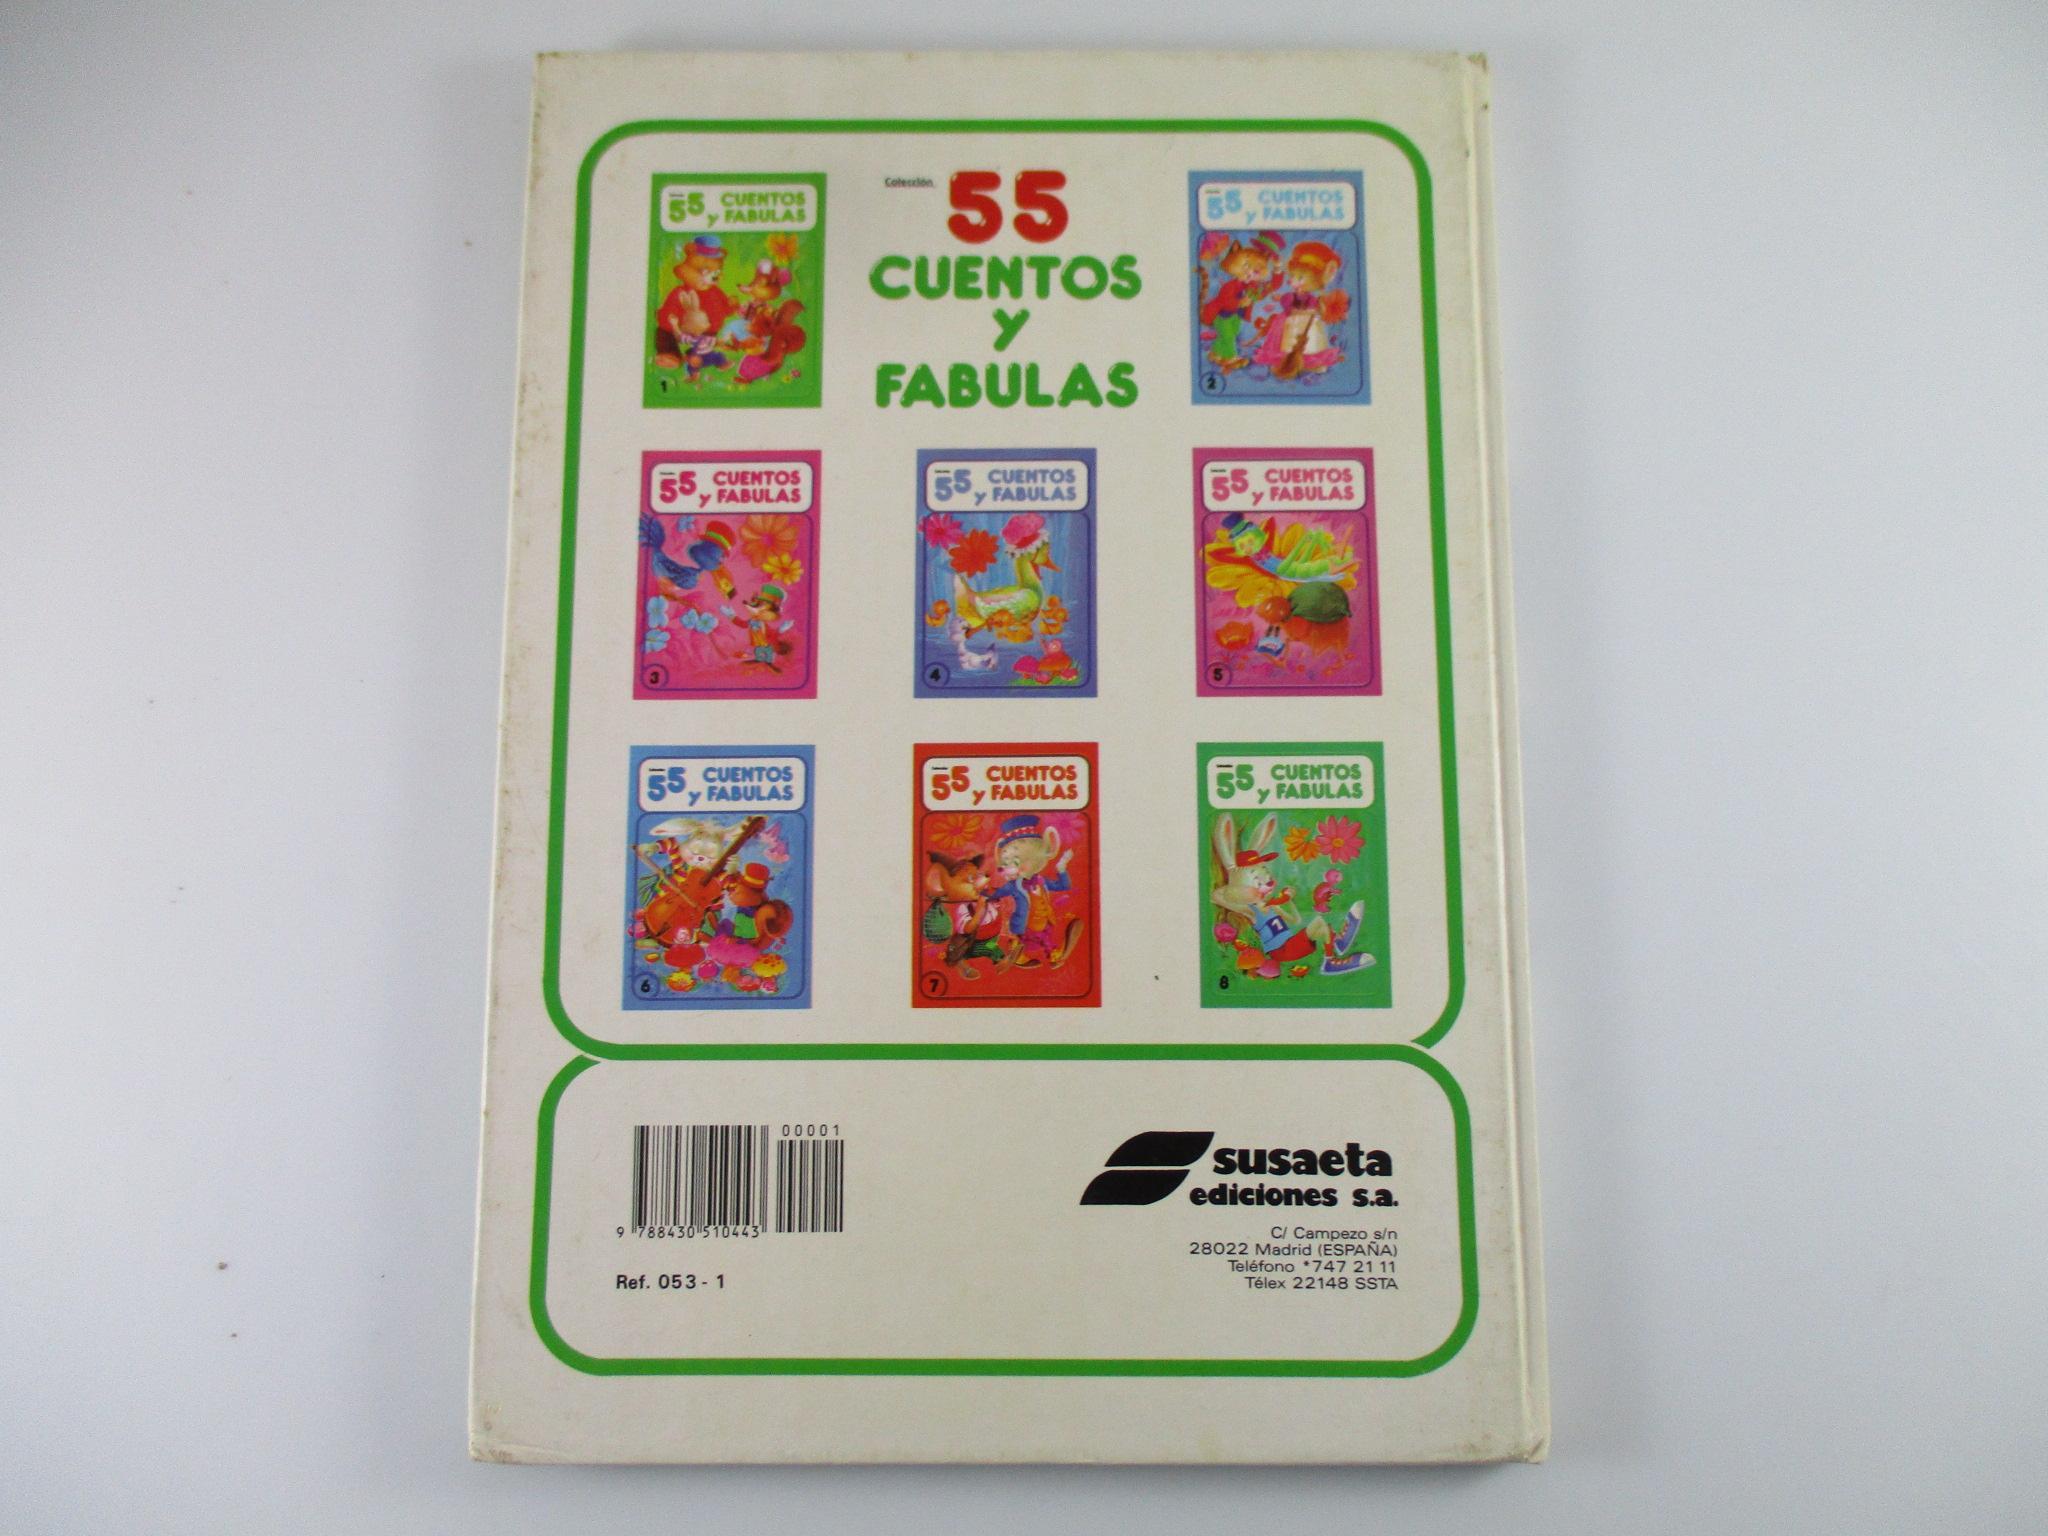 Colección
55
CUENTOS
Y
FABULAS
55 CUENTOS
y FABULAS
1
55 CUENTOS
y FABULAS
2
55 CUENTOS
y FABULAS
3
55 CUENTOS
y FABULAS
4
55 CUENTOS
y FABULAS
5
55 CUENTOS
y FABULAS
6
55 CUENTOS
y FABULAS
7
55 CUENTOS
y FABULAS
1
8
00001
9 788430 510443
Ref. 053 - 1
susaeta
ediciones s.a.
C/ Campezo s/n
28022 Madrid (ESPAÑA)
Teléfono *747 21 11
Télex 22148 SSTA